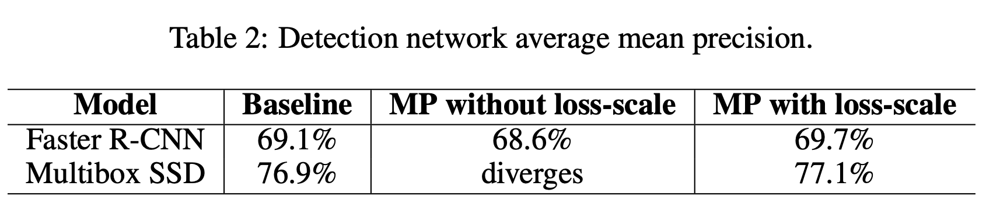 Table 2: Detection network average mean precision.
Model Baseline MP without loss-scale MP with loss-scale
Faster R-CNN 69.1% 68.6% 69.7%
Multibox SSD 76.9% diverges 77.1%